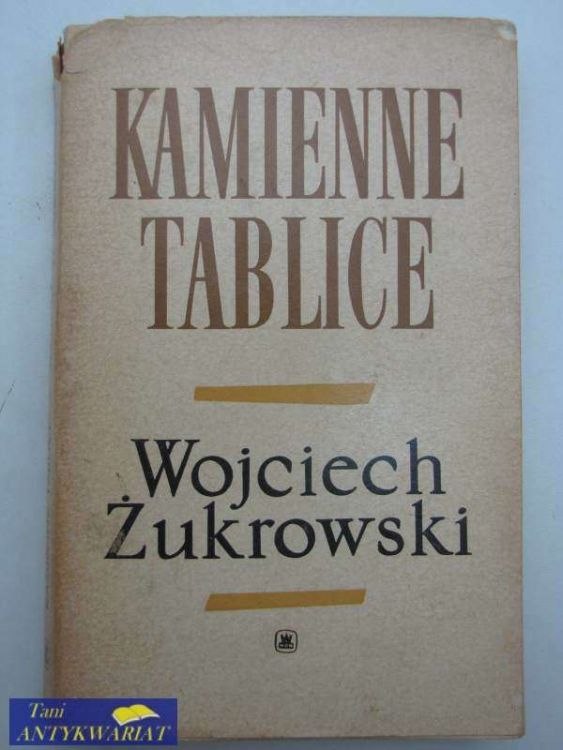 KAMIENNE
TABLICE
Wojciech
Żukrowski
Tani
ANTYKWARIAT